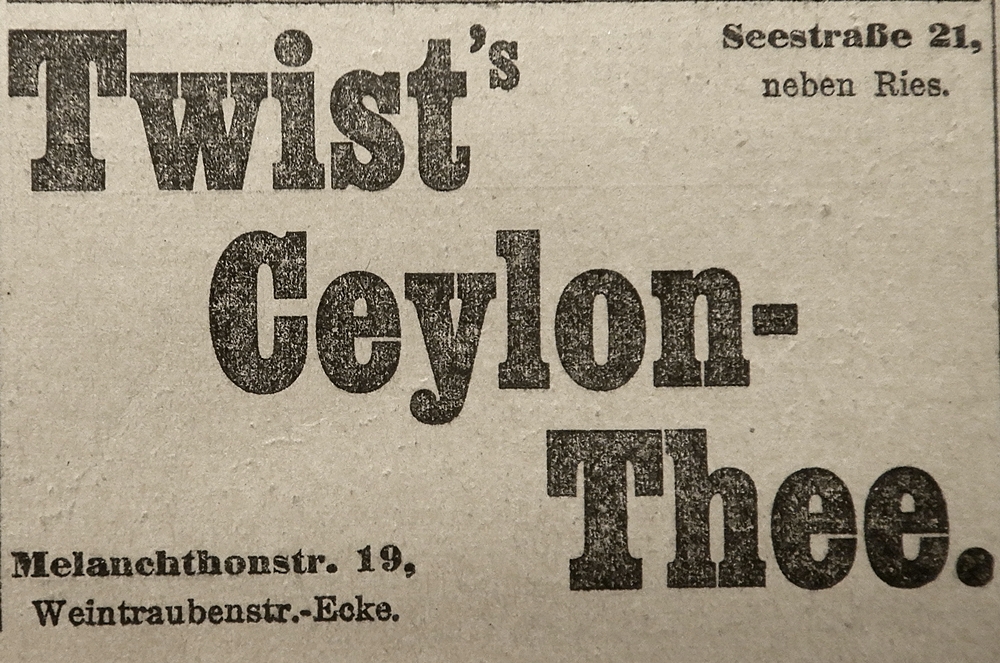 Twist's
Seestraße 21,
neben Ries.
Ceylon-
Thee.
Melanchthonstr. 19,
Weintraubenstr.-Ecke.